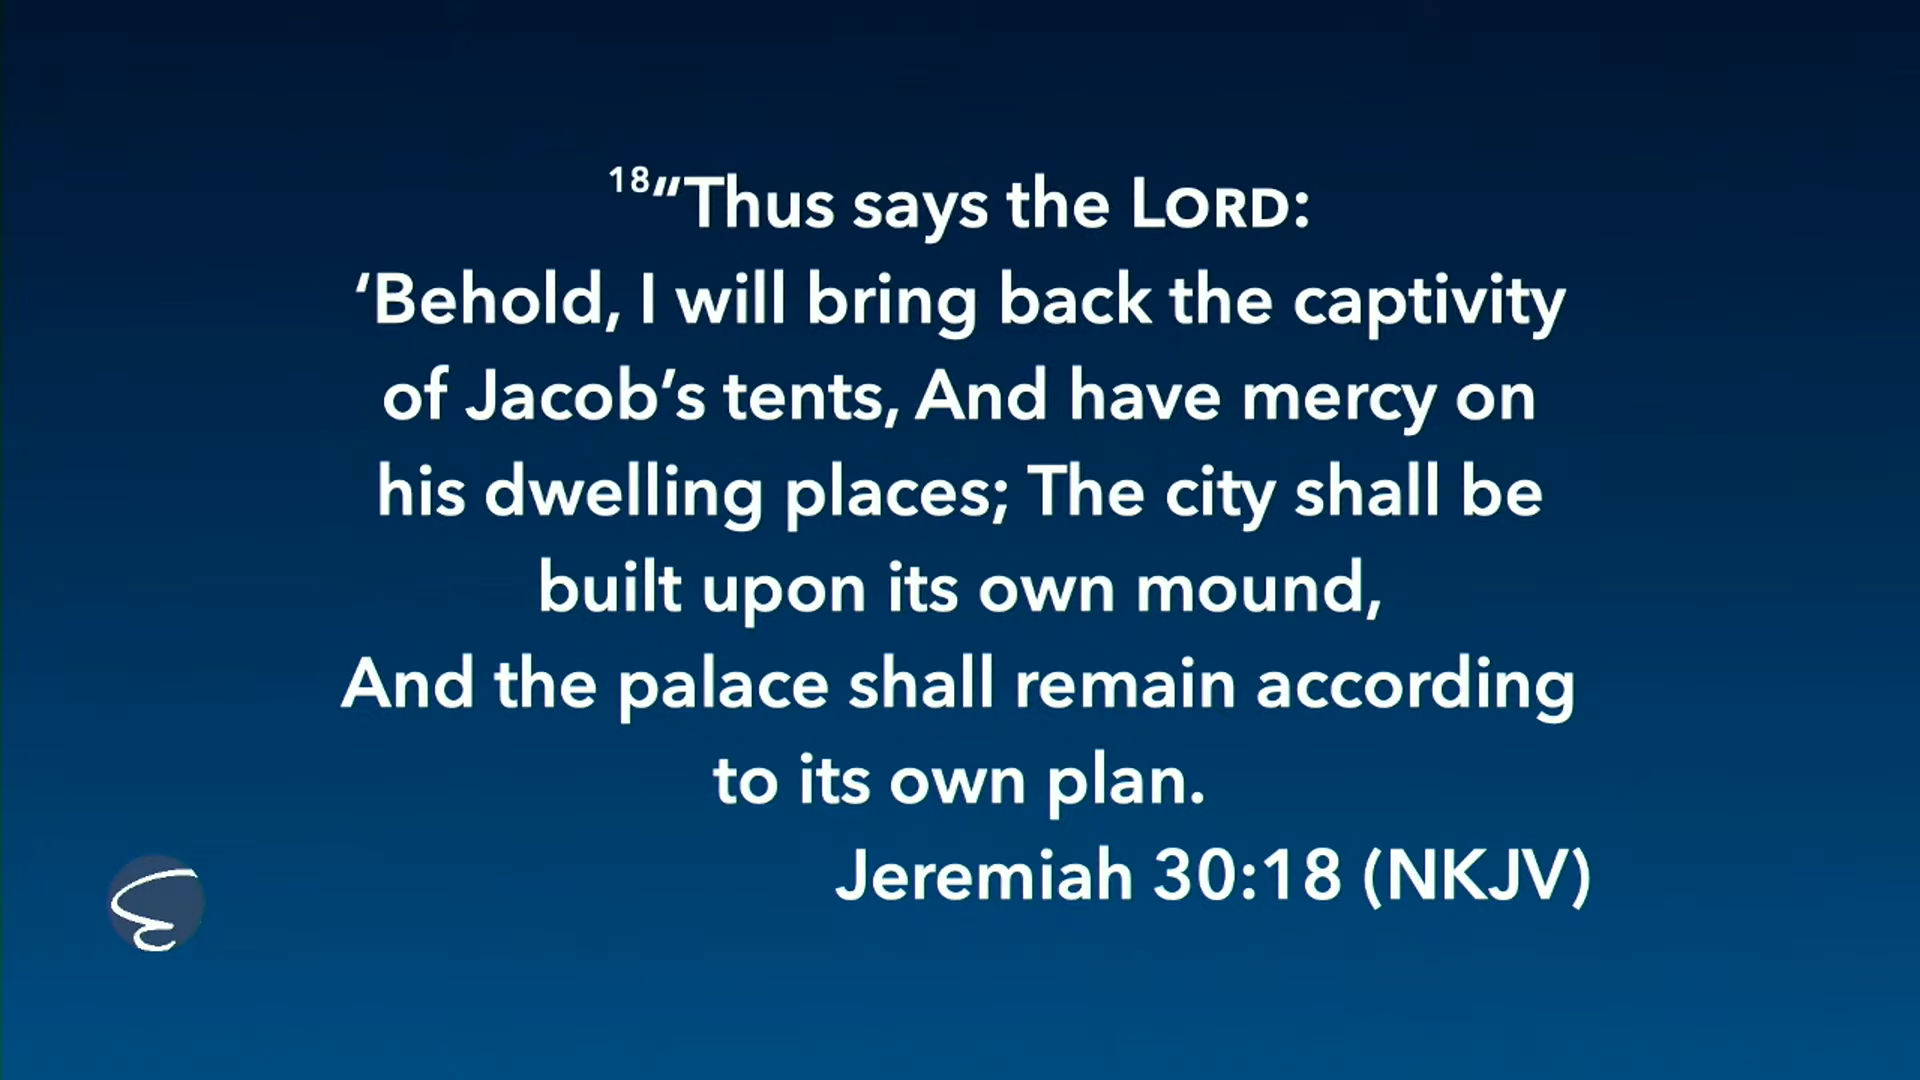 18“Thus says the LORD:
‘Behold, I will bring back the captivity
of Jacob’s tents, And have mercy on
his dwelling places; The city shall be
built upon its own mound,
And the palace shall remain according
to its own plan.
Jeremiah 30:18 (NKJV)